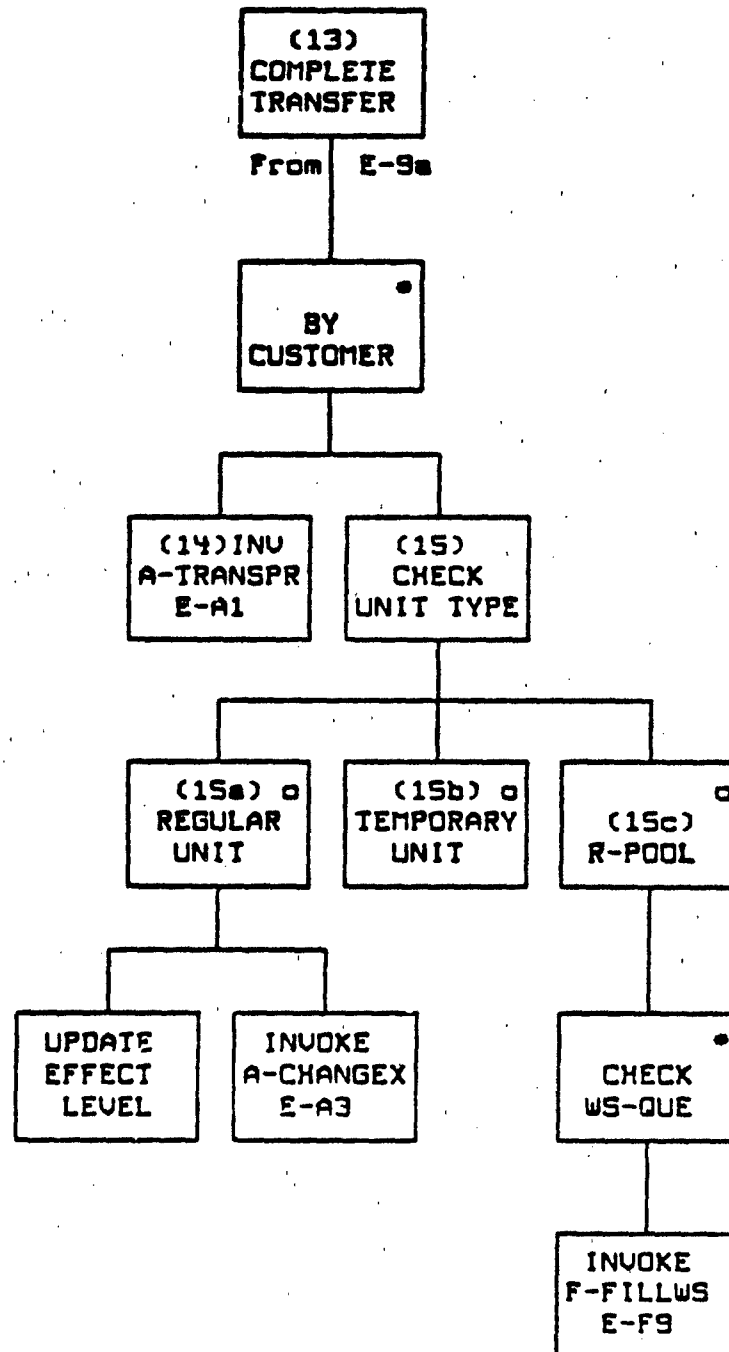 (13)
COMPLETE
TRANSFER
From E-9a
*
BY
CUSTOMER
(14)INV
A-TRANSPR
E-A1
(15)
CHECK
UNIT TYPE
(15a) o
REGULAR
UNIT
(15b) o
TEMPORARY
UNIT
o
(15c)
R-POOL
UPDATE
EFFECT
LEVEL
INVOKE
A-CHANGEX
E-A3
*
CHECK
WS-QUE
INVOKE
F-FILLWS
E-F9